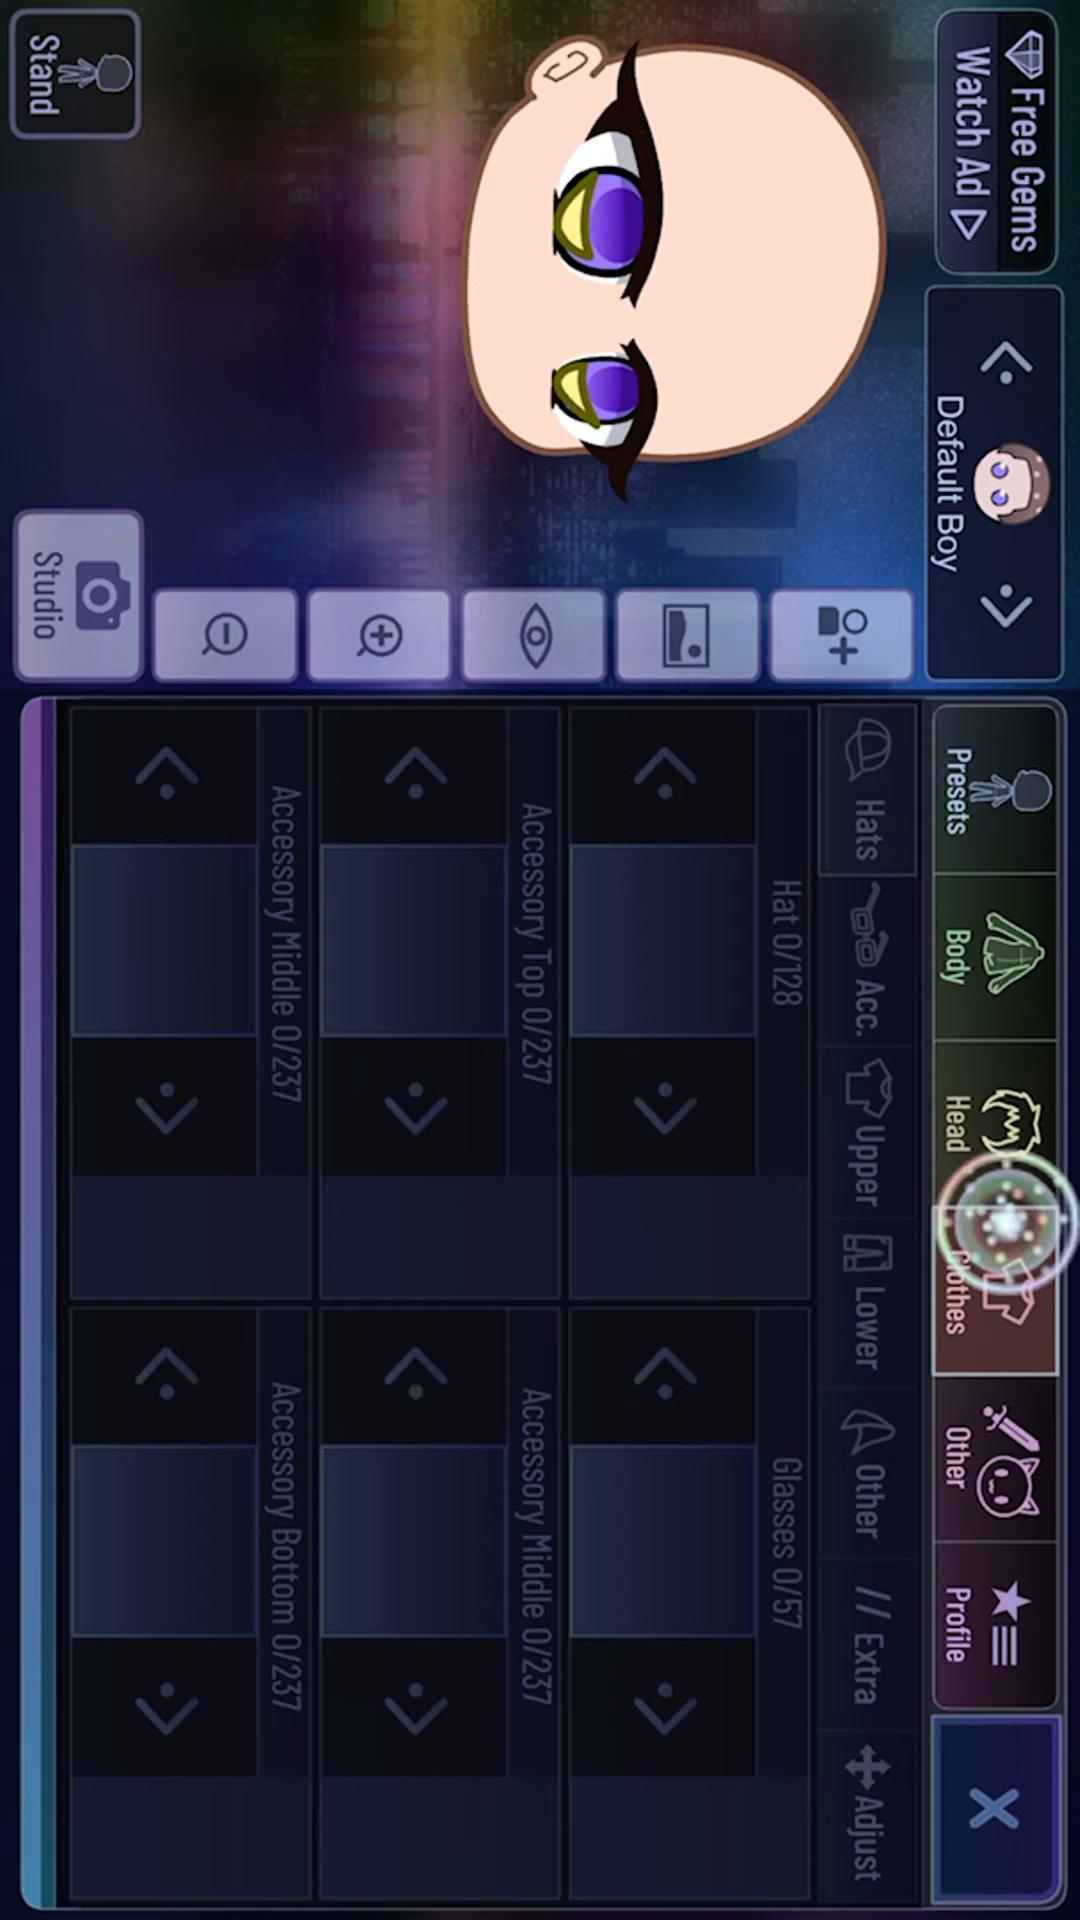 Free Gems
Watch Ad
Default Boy
Stand
Studio
Presets
Body
Head
Clothes
Other
Profile
X
Hats
Acc.
Upper
Lower
Other
Extra
Adjust
Hat 0/128
Glasses 0/57
Accessory Top 0/237
Accessory Middle 0/237
Accessory Middle 0/237
Accessory Bottom 0/237